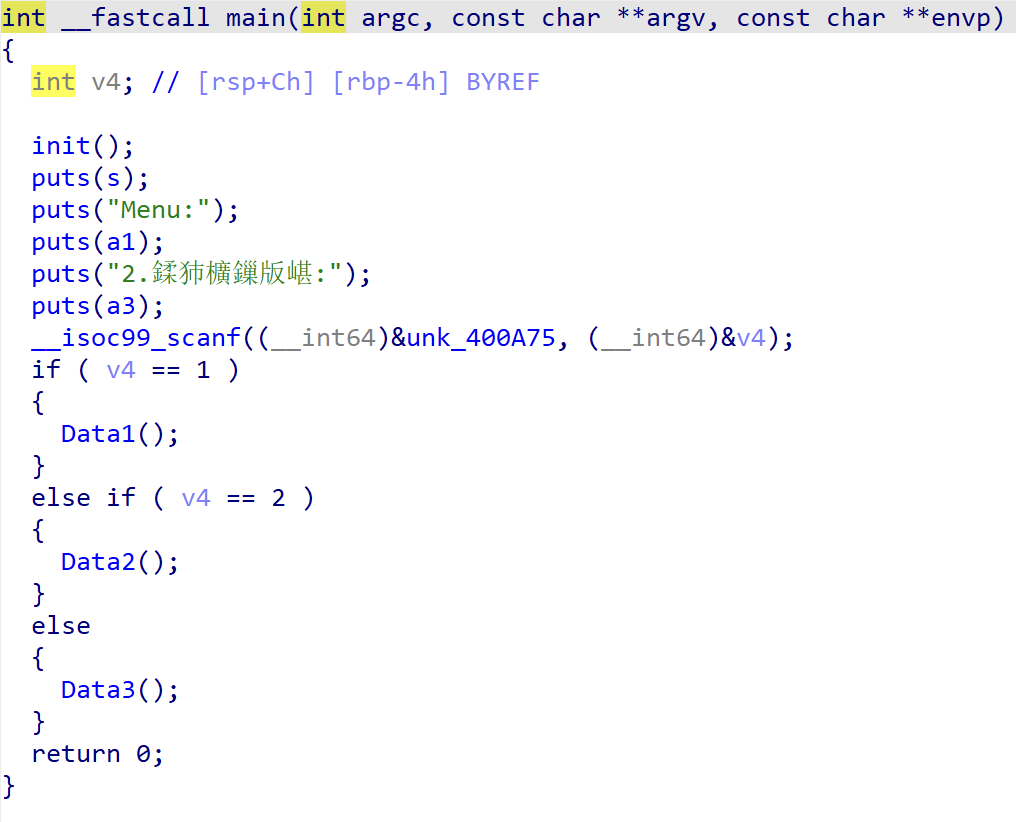 int __fastcall main(int argc, const char **argv, const char **envp)
{
int v4; // [rsp+Ch] [rbp-4h] BYREF
init();
puts(s);
puts("Menu:");
puts(a1);
puts("2.鍒犻櫎鏁版嵁:");
puts(a3);
__isoc99_scanf((__int64)&unk_400A75, (__int64)&v4);
if ( v4 == 1 )
{
Data1();
}
else if ( v4 == 2 )
{
Data2();
}
else
{
Data3();
}
return 0;
}